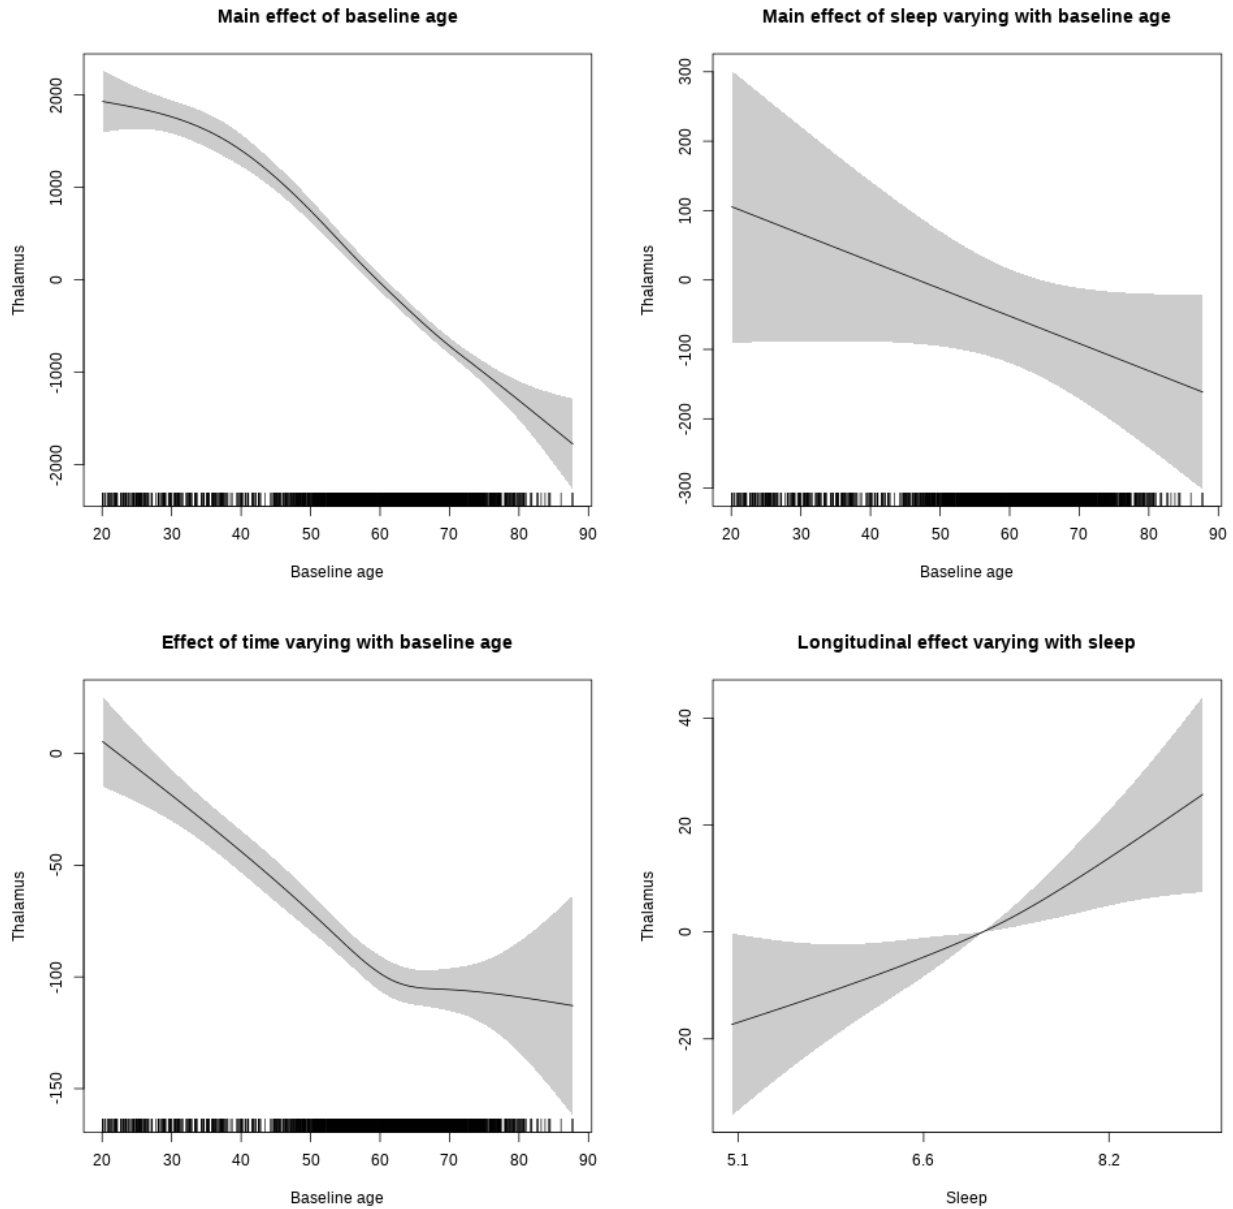 Main effect of baseline age
Thalamus
2000
1000
0
-1000
-2000
20 30 40 50 60 70 80 90
Baseline age
Main effect of sleep varying with baseline age
Thalamus
300
200
100
0
-100
-200
-300
20 30 40 50 60 70 80 90
Baseline age
Effect of time varying with baseline age
Thalamus
0
-50
-100
-150
20 30 40 50 60 70 80 90
Baseline age
Longitudinal effect varying with sleep
Thalamus
40
20
0
-20
5.1 6.6 8.2
Sleep